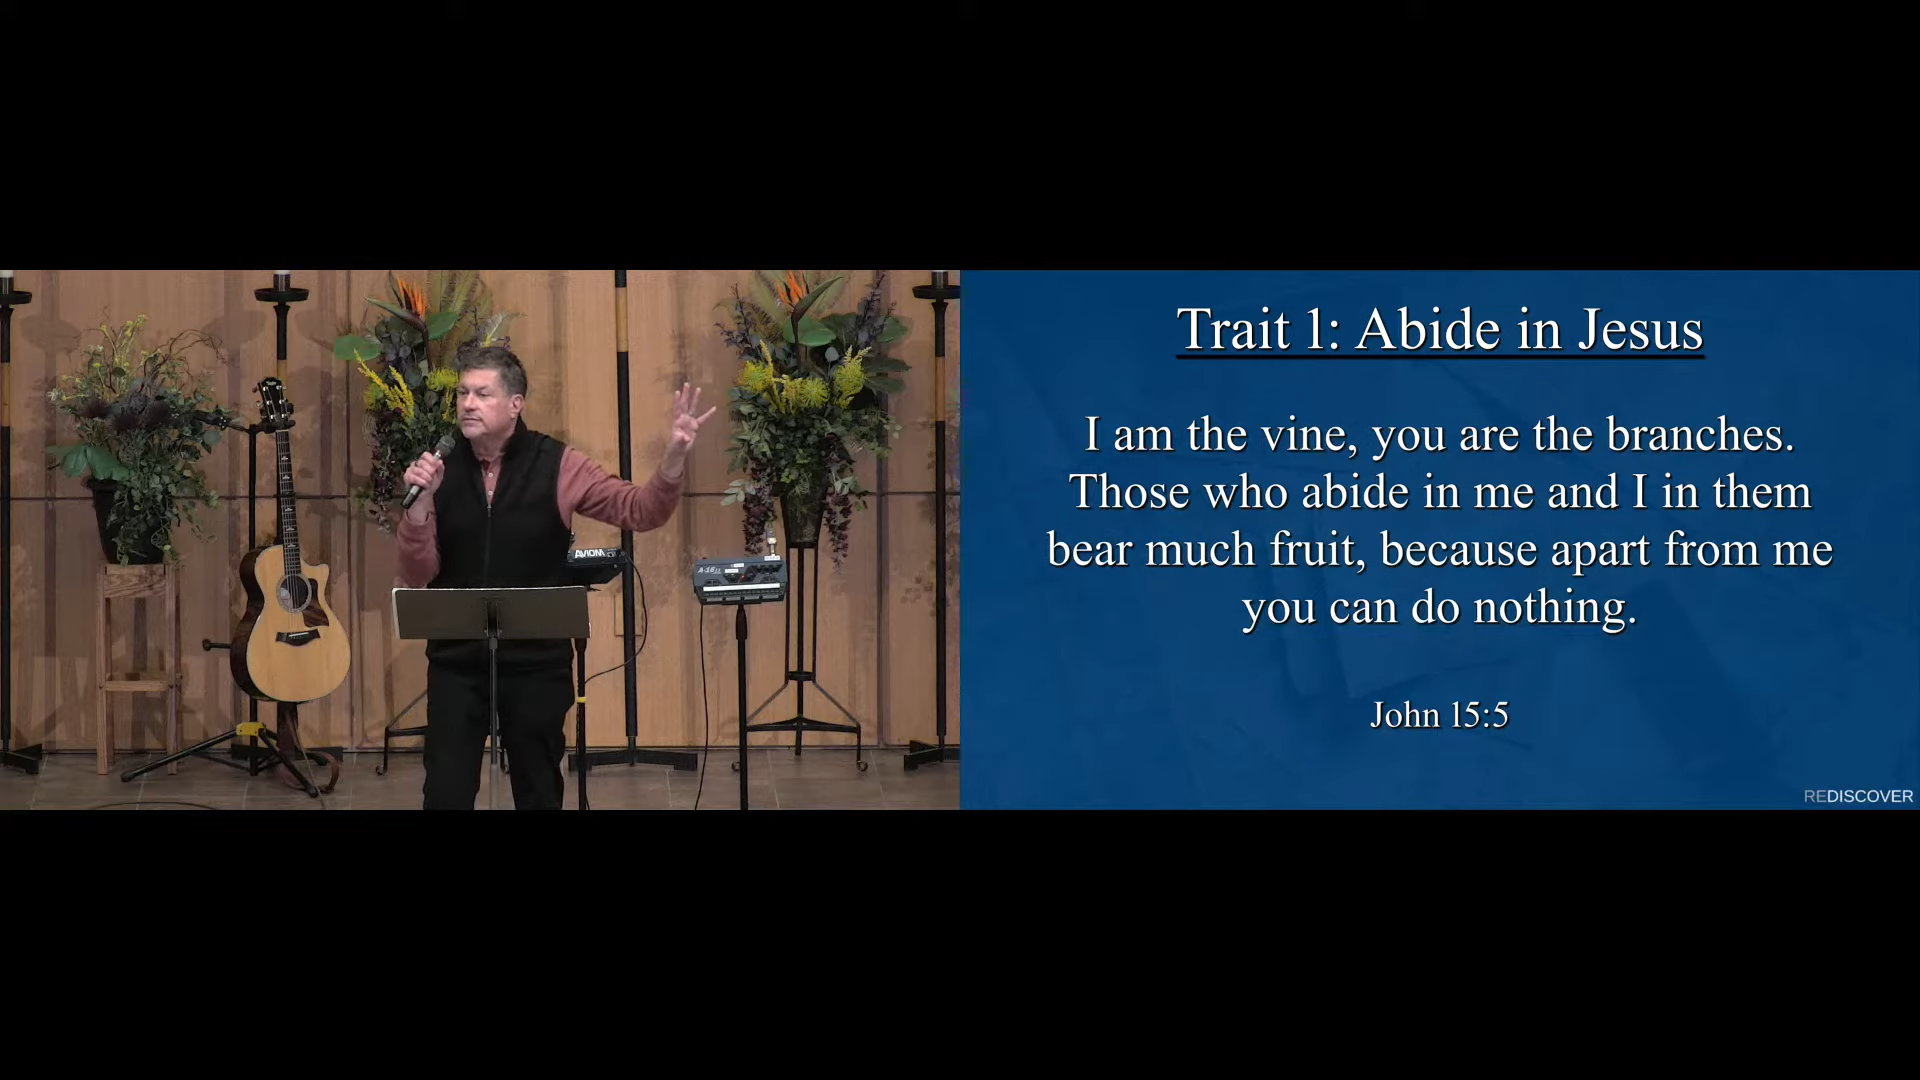 Trait 1: Abide in Jesus
I am the vine, you are the branches.
Those who abide in me and I in them
bear much fruit, because apart from me
you can do nothing.
John 15:5
REDISCOVER
AVIOM
A-16II